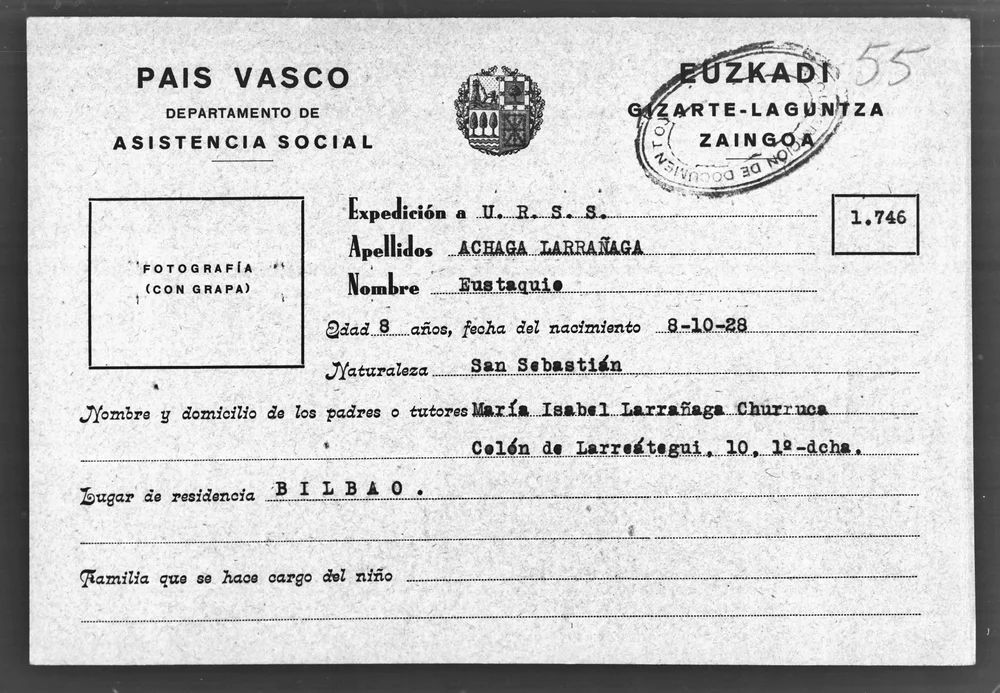 PAIS VASCO
DEPARTAMENTO DE
ASISTENCIA SOCIAL
EUZKADI
GIZARTE-LAGUNTZA
ZAINGOA
55
DE DOCUMENTO
Expedición a U. R. S. S.
1.746
Apellidos ACHAGA LARRAÑAGA
Nombre Eustaquio
FOTOGRAFÍA
(CON GRAPA)
Edad 8 años, fecha del nacimiento 8-10-28
Naturaleza San Sebastián
Nombre y domicilio de los padres o tutores María Isabel Larrañaga Churruca
Colón de Larreátegui, 10, 1º-dcha.
Lugar de residencia BILBAO.
Familia que se hace cargo del niño